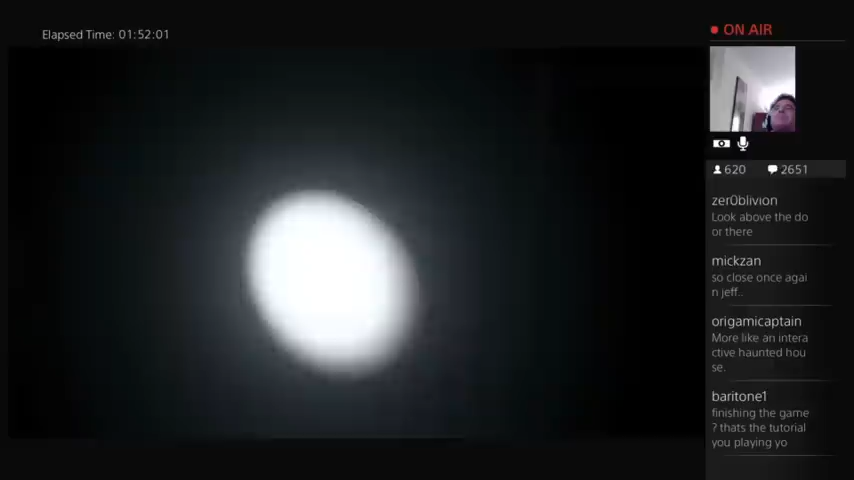 Elapsed Time: 01:52:01
ON AIR
620 2651
zer0blivion
Look above the do
or there
mickzan
so close once agai
n jeff..
origamicaptain
More like an intera
ctive haunted hou
se.
baritone1
finishing the game
? thats the tutorial
you playing yo